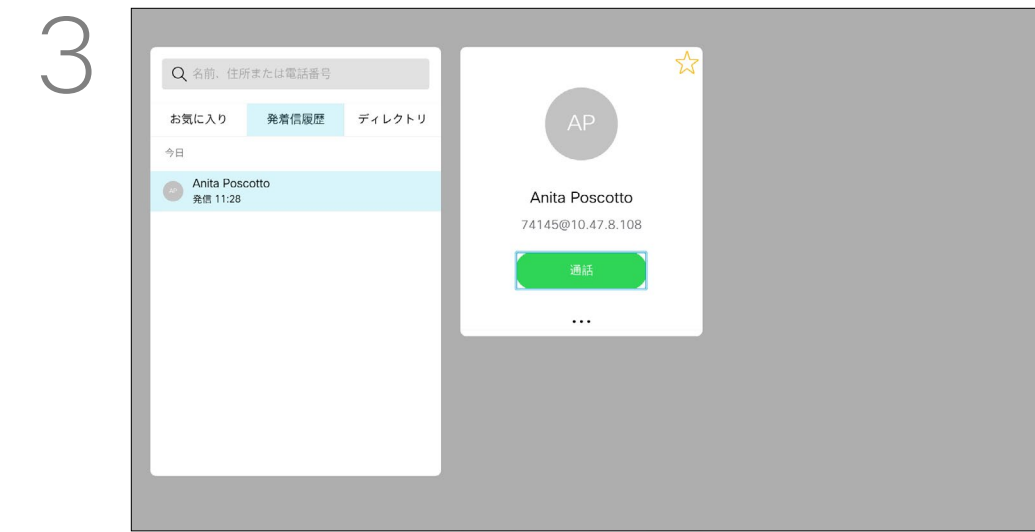 3
名前、住所または電話番号
お気に入り 発着信履歴 ディレクトリ
今日
AP Anita Poscotto
発信 11:28
AP
Anita Poscotto
74145@10.47.8.108
通話
...